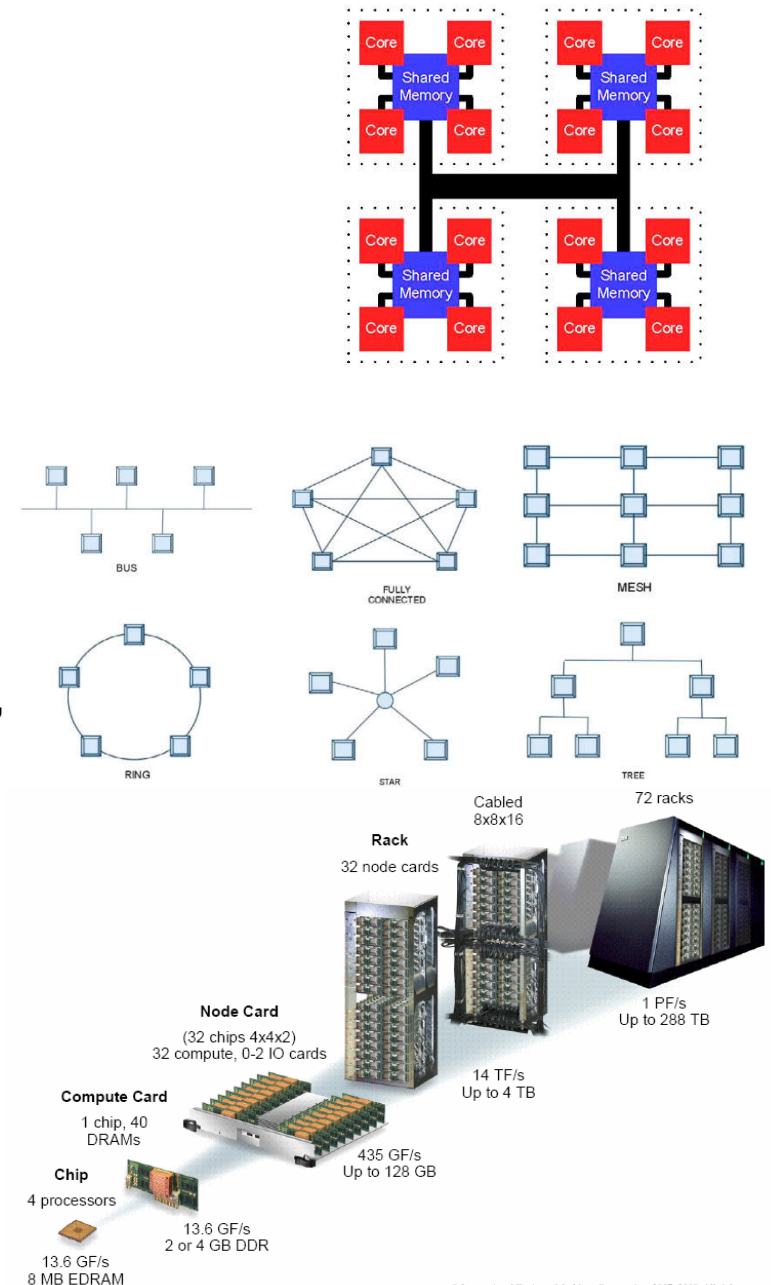 Core
Core
Core
Core
Shared
Memory
Shared
Memory
Core
Core
Core
Core
Core
Core
Core
Core
Shared
Memory
Shared
Memory
Core
Core
Core
Core
BUS
FULLY
CONNECTED
MESH
RING
STAR
TREE
,
Cabled
8x8x16
72 racks
Rack
32 node cards
1 PF/s
Up to 288 TB
Node Card
(32 chips 4x4x2)
32 compute, 0-2 IO cards
14 TF/s
Up to 4 TB
Compute Card
1 chip, 40
DRAMs
435 GF/s
Up to 128 GB
Chip
4 processors
13.6 GF/s
2 or 4 GB DDR
13.6 GF/s
8 MB EDRAM